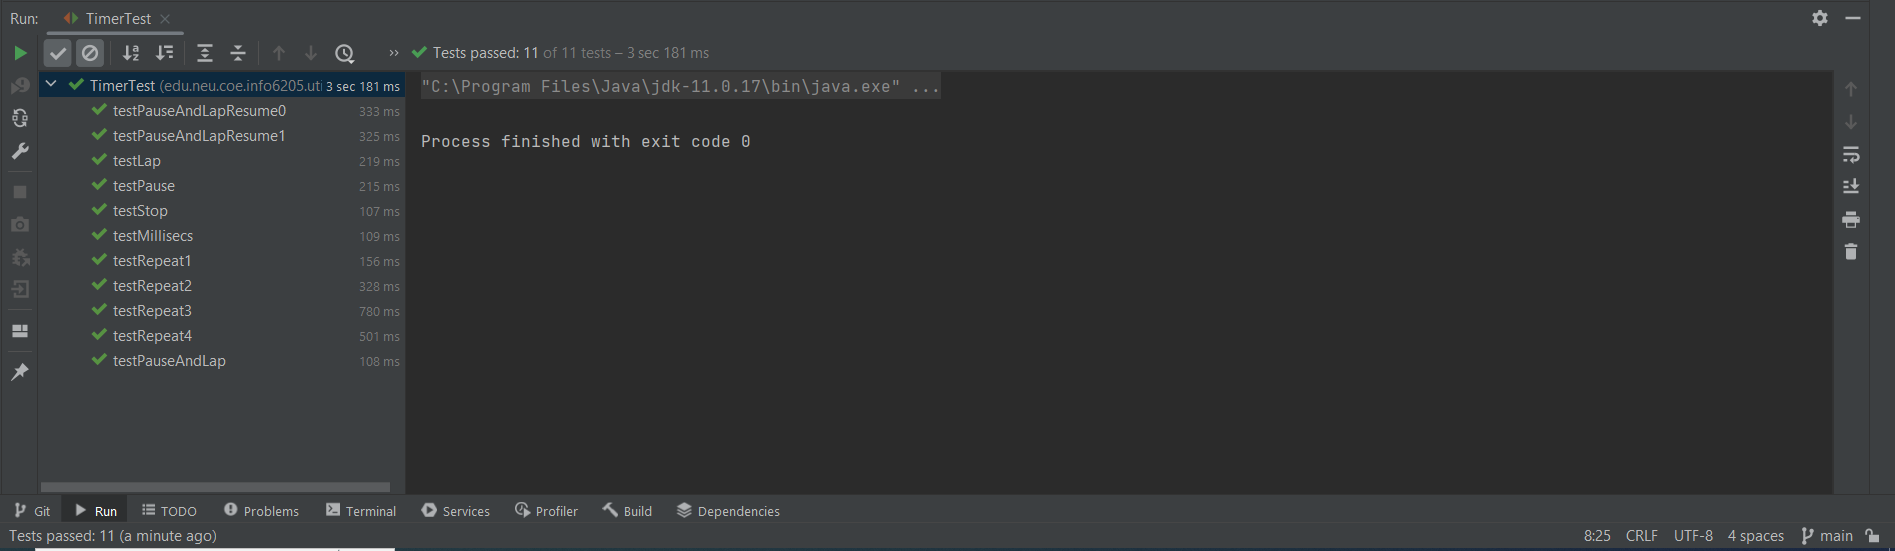 Run: TimerTest
Tests passed: 11 of 11 tests – 3 sec 181 ms
TimerTest (edu.neu.coe.info6205.uti 3 sec 181 ms
testPauseAndLapResume0 333 ms
testPauseAndLapResume1 325 ms
testLap 219 ms
testPause 215 ms
testStop 107 ms
testMillisecs 109 ms
testRepeat1 156 ms
testRepeat2 328 ms
testRepeat3 780 ms
testRepeat4 501 ms
testPauseAndLap 108 ms
"C:\Program Files\Java\jdk-11.0.17\bin\java.exe" ...
Process finished with exit code 0
Git Run TODO Problems Terminal Services Profiler Build Dependencies
Tests passed: 11 (a minute ago) 8:25 CRLF UTF-8 4 spaces main